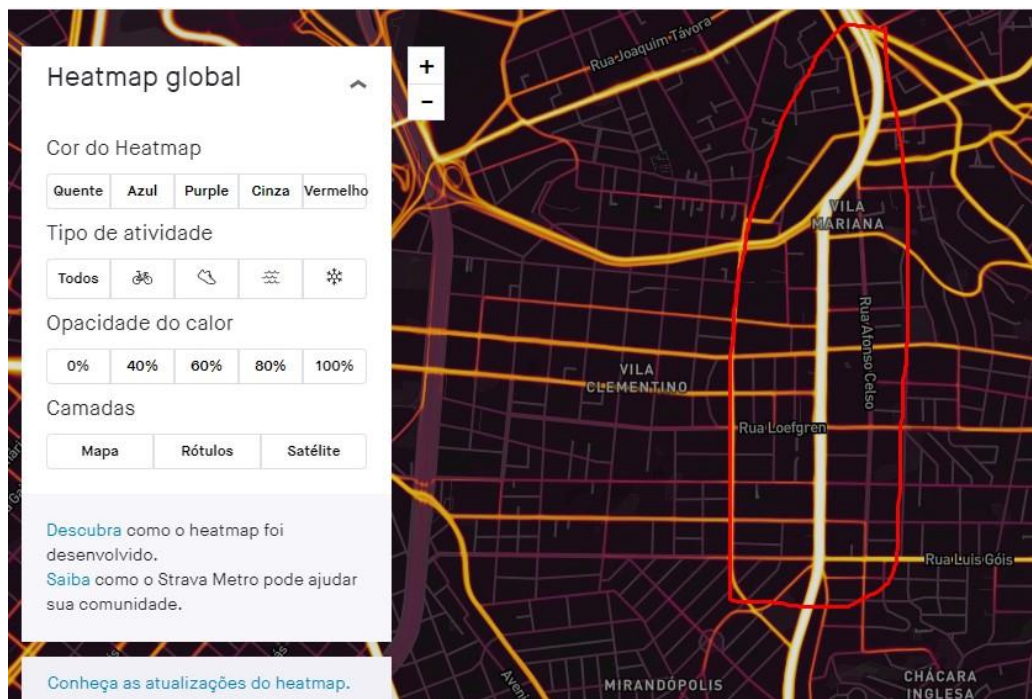 Heatmap global
Cor do Heatmap
Quente Azul Purple Cinza Vermelho
Tipo de atividade
Todos
Opacidade do calor
0% 40% 60% 80% 100%
Camadas
Mapa Rótulos Satélite
Descubra como o heatmap foi
desenvolvido.
Saiba como o Strava Metro pode ajudar
sua comunidade.
Conheça as atualizações do heatmap.
+
−
Rua Joaquim Távora
VILA
MARIANA
Rua Afonso Celso
VILA
CLEMENTINO
Rua Loefgren
Rua Luis Góis
MIRANDÓPOLIS
CHÁCARA
INGLESA